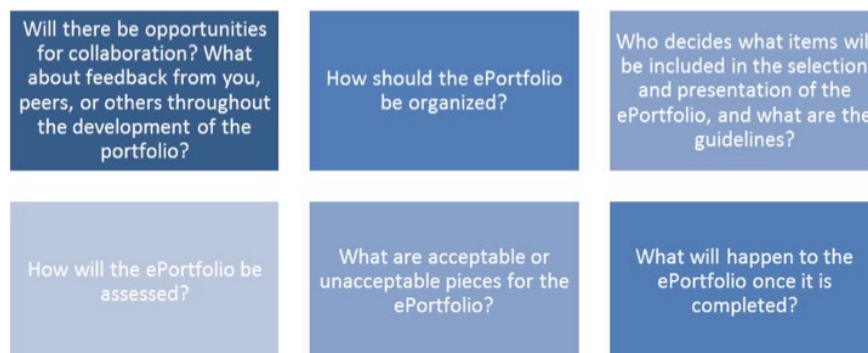 Will there be opportunities
for collaboration? What
about feedback from you,
peers, or others throughout
the development of the
portfolio?
How should the ePortfolio
be organized?
Who decides what items will
be included in the selection
and presentation of the
ePortfolio, and what are the
guidelines?
How will the ePortfolio be
assessed?
What are acceptable or
unacceptable pieces for the
ePortfolio?
What will happen to the
ePortfolio once it is
completed?